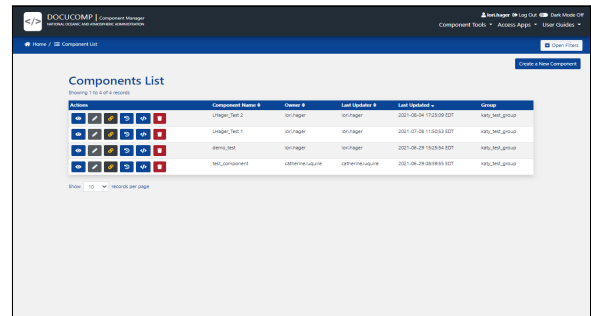 </> DOCUCOMP | Component Manager
NATIONAL OCEANIC AND ATMOSPHERIC ADMINISTRATION
lori.hager Log Out Dark Mode Off
Component Tools Access Apps User Guides
Home / Component List
Open Filters
Create a New Component
Components List
Showing 1 to 4 of 4 records
Actions Component Name Owner Last Updater Last Updated Group
LHager_Test 2 lori.hager lori.hager 2021-08-04 17:25:09 EDT katy_test_group
LHager_Test 1 lori.hager lori.hager 2021-07-08 11:50:53 EDT katy_test_group
demo_test lori.hager lori.hager 2021-06-29 15:25:54 EDT katy_test_group
test_component catherine.luquire catherine.luquire 2021-06-29 08:59:55 EDT katy_test_group
Show 10 records per page